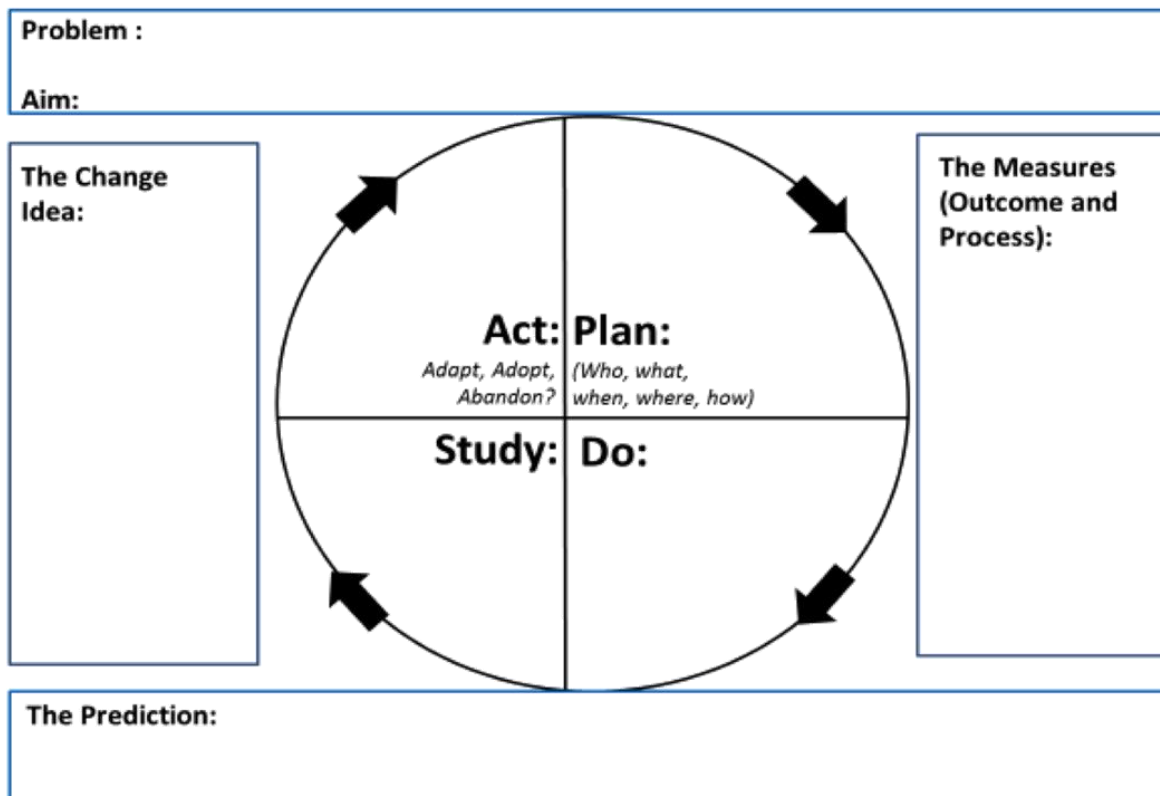 Problem :
Aim:
The Change
Idea:
The Measures
(Outcome and
Process):
Act:
Adapt, Adopt,
Abandon?
Plan:
(Who, what,
when, where, how)
Study:
Do:
The Prediction: